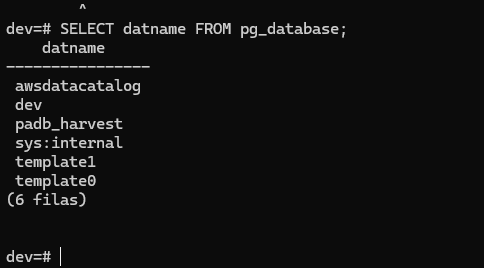 ^
dev=# SELECT datname FROM pg_database;
    datname
----------------
 awsdatacatalog
 dev
 padb_harvest
 sys:internal
 template1
 template0
(6 filas)
dev=#